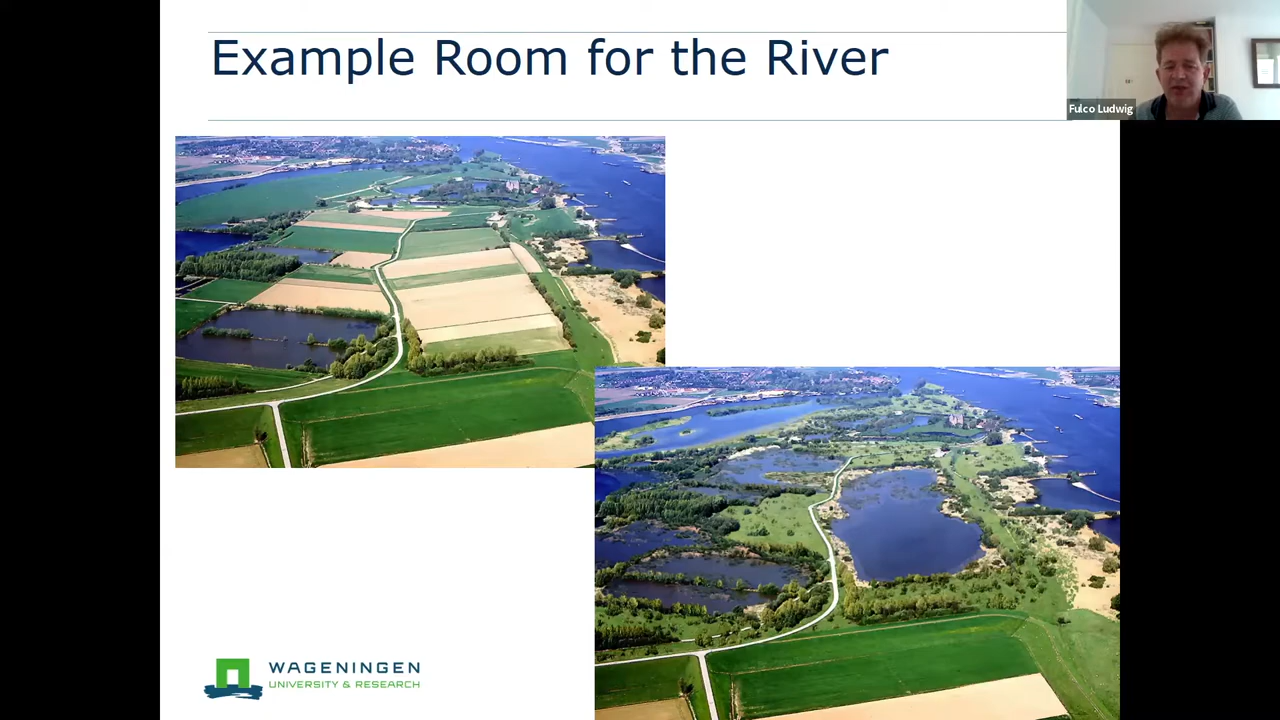 Example Room for the River
Fulco Ludwig
WAGENINGEN
UNIVERSITY & RESEARCH